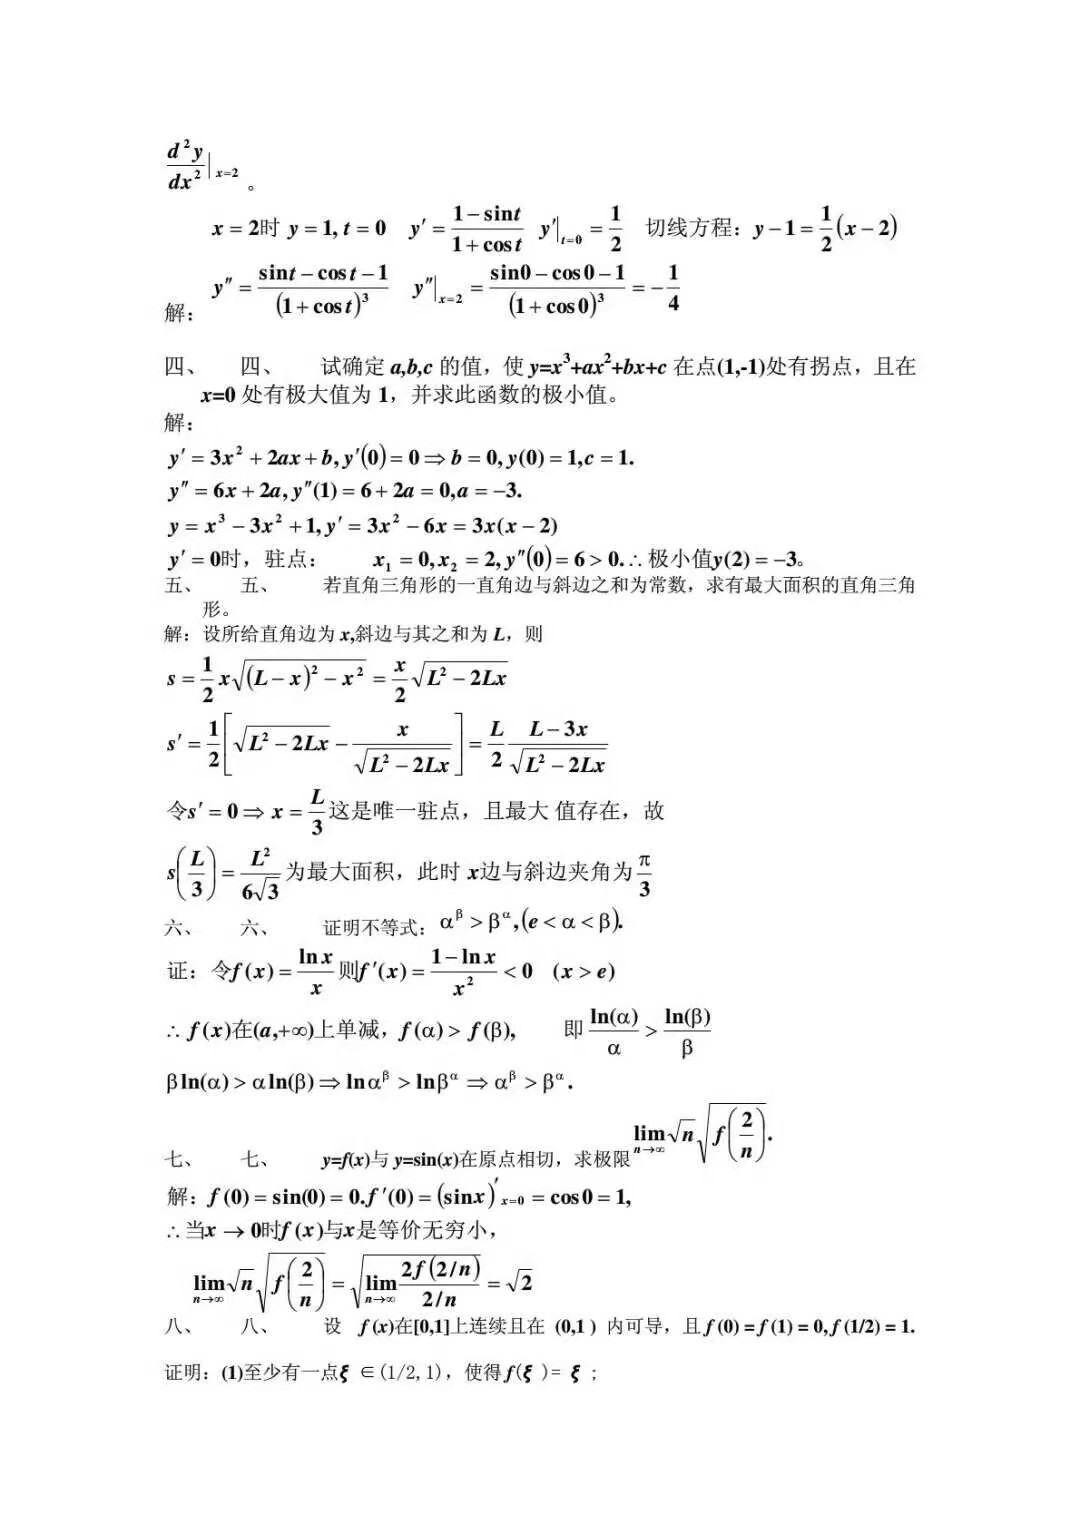 $\left.\frac{d^2y}{dx^2}\right|_{x=2}$。
$x=2$时 $y=1,t=0$ $y'=\frac{1-\sin t}{1+\cos t}$ $\left.y'\right|_{t=0}=\frac{1}{2}$ 切线方程：$y-1=\frac{1}{2}(x-2)$
解：$y''=\frac{\sin t-\cos t-1}{(1+\cos t)^3}$ $\left.y''\right|_{x=2}=\frac{\sin 0-\cos 0-1}{(1+\cos 0)^3}=-\frac{1}{4}$
四、 四、 试确定 a,b,c 的值，使 $y=x^3+ax^2+bx+c$ 在点(1,-1)处有拐点，且在
x=0 处有极大值为 1，并求此函数的极小值。
解：
$y'=3x^2+2ax+b,y'(0)=0\Rightarrow b=0,y(0)=1,c=1.$
$y''=6x+2a,y''(1)=6+2a=0,a=-3.$
$y=x^3-3x^2+1,y'=3x^2-6x=3x(x-2)$
$y'=0$时，驻点： $x_1=0,x_2=2,y''(0)=6>0.\therefore$极小值$y(2)=-3$。
五、 五、 若直角三角形的一直角边与斜边之和为常数，求有最大面积的直角三角
形。
解：设所给直角边为 x,斜边与其之和为 L，则
$s=\frac{1}{2}x\sqrt{(L-x)^2-x^2}=\frac{x}{2}\sqrt{L^2-2Lx}$
$s'=\frac{1}{2}\left[\sqrt{L^2-2Lx}-\frac{x}{\sqrt{L^2-2Lx}}\right]=\frac{L}{2}\frac{L-3x}{\sqrt{L^2-2Lx}}$
令$s'=0\Rightarrow x=\frac{L}{3}$这是唯一驻点，且最大 值存在，故
$s\left(\frac{L}{3}\right)=\frac{L^2}{6\sqrt{3}}$为最大面积，此时 x边与斜边夹角为$\frac{\pi}{3}$
六、 六、 证明不等式：$\alpha^\beta>\beta^\alpha,(e<\alpha<\beta).$
证：令$f(x)=\frac{\ln x}{x}$ 则$f'(x)=\frac{1-\ln x}{x^2}<0$ $(x>e)$
$\therefore f(x)$在$(a,+\infty)$上单减，$f(\alpha)>f(\beta),$ 即 $\frac{\ln(\alpha)}{\alpha}>\frac{\ln(\beta)}{\beta}$
$\beta\ln(\alpha)>\alpha\ln(\beta)\Rightarrow\ln\alpha^\beta>\ln\beta^\alpha\Rightarrow\alpha^\beta>\beta^\alpha.$
七、 七、 y=f(x)与 y=sin(x)在原点相切，求极限$\lim_{n\to\infty}\sqrt{n}\sqrt{f\left(\frac{2}{n}\right)}.$
解：$f(0)=\sin(0)=0.f'(0)=(\sin x)'_{x=0}=\cos 0=1,$
$\therefore$当$x\to 0$时$f(x)$与$x$是等价无穷小，
$\lim_{n\to\infty}\sqrt{n}\sqrt{f\left(\frac{2}{n}\right)}=\sqrt{\lim_{n\to\infty}\frac{2f(2/n)}{2/n}}=\sqrt{2}$
八、 八、 设 f (x)在[0,1]上连续且在 (0,1 ) 内可导，且 f (0) = f (1) = 0, f (1/2) = 1.
证明：(1)至少有一点ξ ∈(1/2,1)，使得 f(ξ )= ξ ;